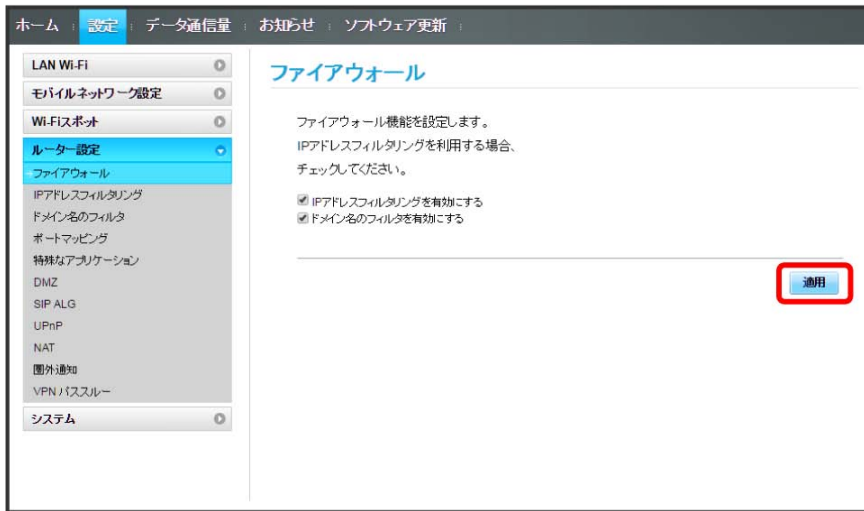 ホーム 設定 データ通信量 お知らせ ソフトウェア更新
LAN Wi-Fi
モバイルネットワーク設定
Wi-Fiスポット
ルーター設定
ファイアウォール
IPアドレスフィルタリング
ドメイン名のフィルタ
ポートマッピング
特殊なアプリケーション
DMZ
SIP ALG
UPnP
NAT
圏外通知
VPN パススルー
システム
ファイアウォール
ファイアウォール機能を設定します。
IPアドレスフィルタリングを利用する場合、
チェックしてください。
IPアドレスフィルタリングを有効にする
ドメイン名のフィルタを有効にする
適用